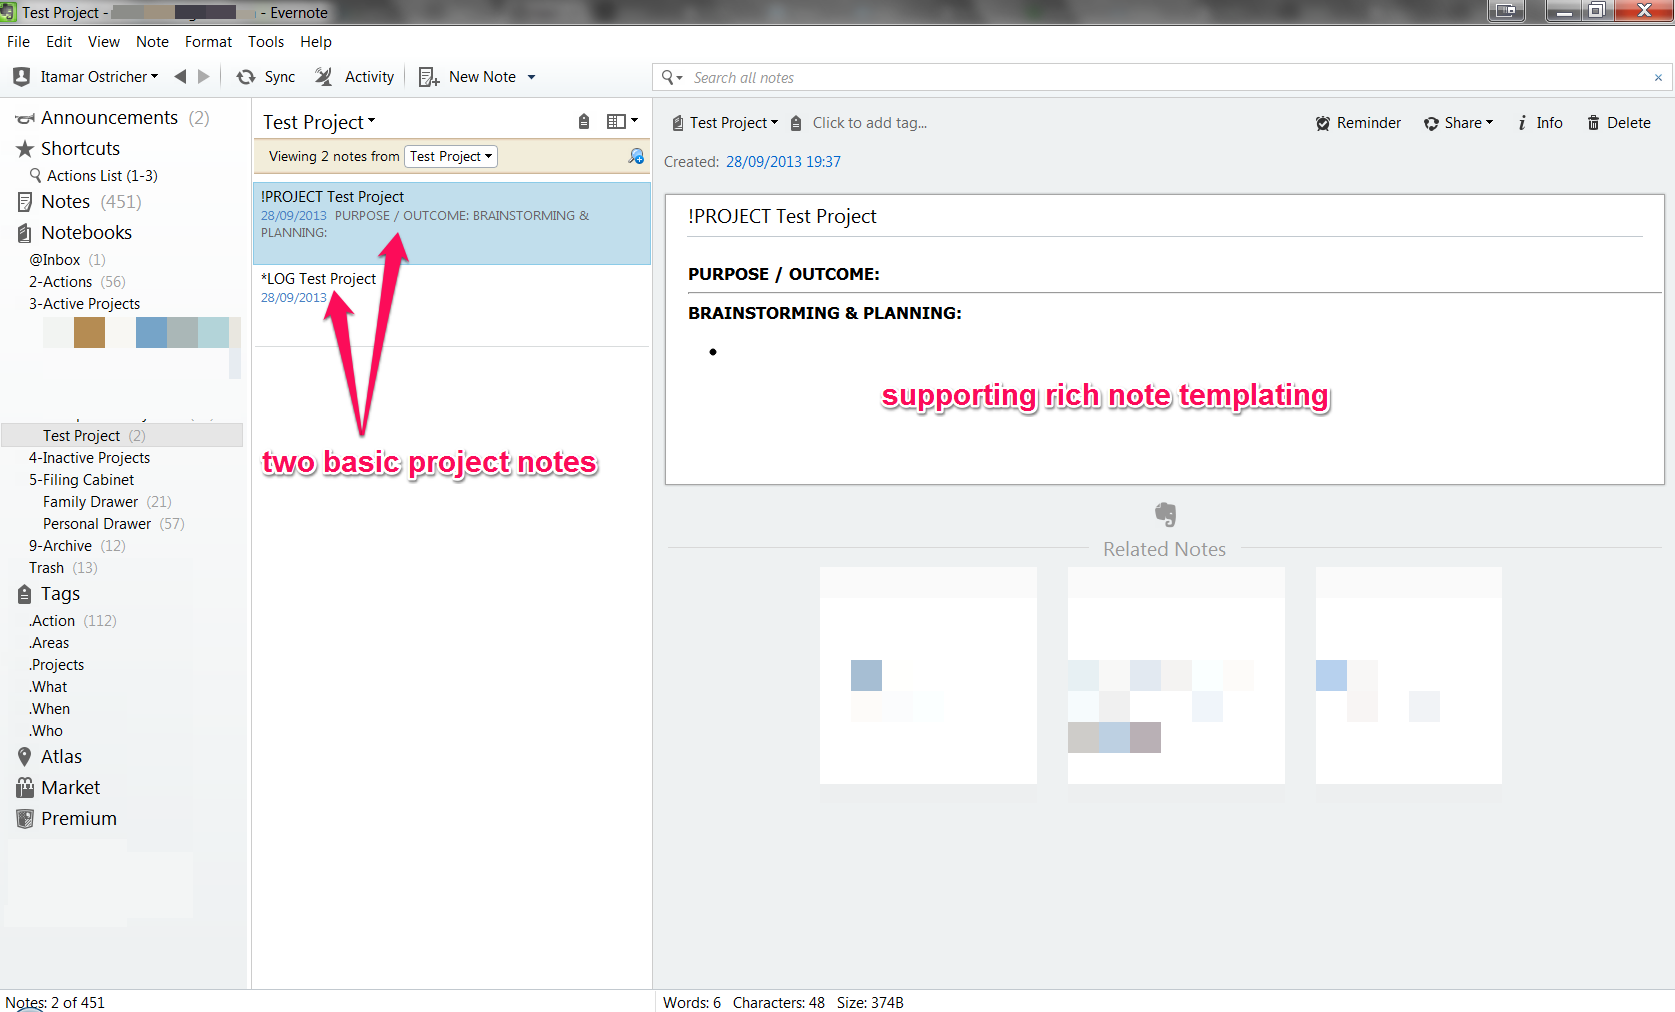 Test Project - - Evernote
File Edit View Note Format Tools Help
Itamar Ostricher Sync Activity New Note Search all notes
Announcements (2)
Shortcuts
Actions List (1-3)
Notes (451)
Notebooks
@Inbox (1)
2-Actions (56)
3-Active Projects
Test Project (2)
4-Inactive Projects
5-Filing Cabinet
Family Drawer (21)
Personal Drawer (57)
9-Archive (12)
Trash (13)
Tags
.Action (112)
.Areas
.Projects
.What
.When
.Who
Atlas
Market
Premium
Test Project
Viewing 2 notes from Test Project
!PROJECT Test Project
28/09/2013 PURPOSE / OUTCOME: BRAINSTORMING &
PLANNING:
*LOG Test Project
28/09/2013
two basic project notes
Test Project Click to add tag... Reminder Share Info Delete
Created: 28/09/2013 19:37
!PROJECT Test Project
PURPOSE / OUTCOME:
BRAINSTORMING & PLANNING:
•
supporting rich note templating
Related Notes
Notes: 2 of 451 Words: 6 Characters: 48 Size: 374B